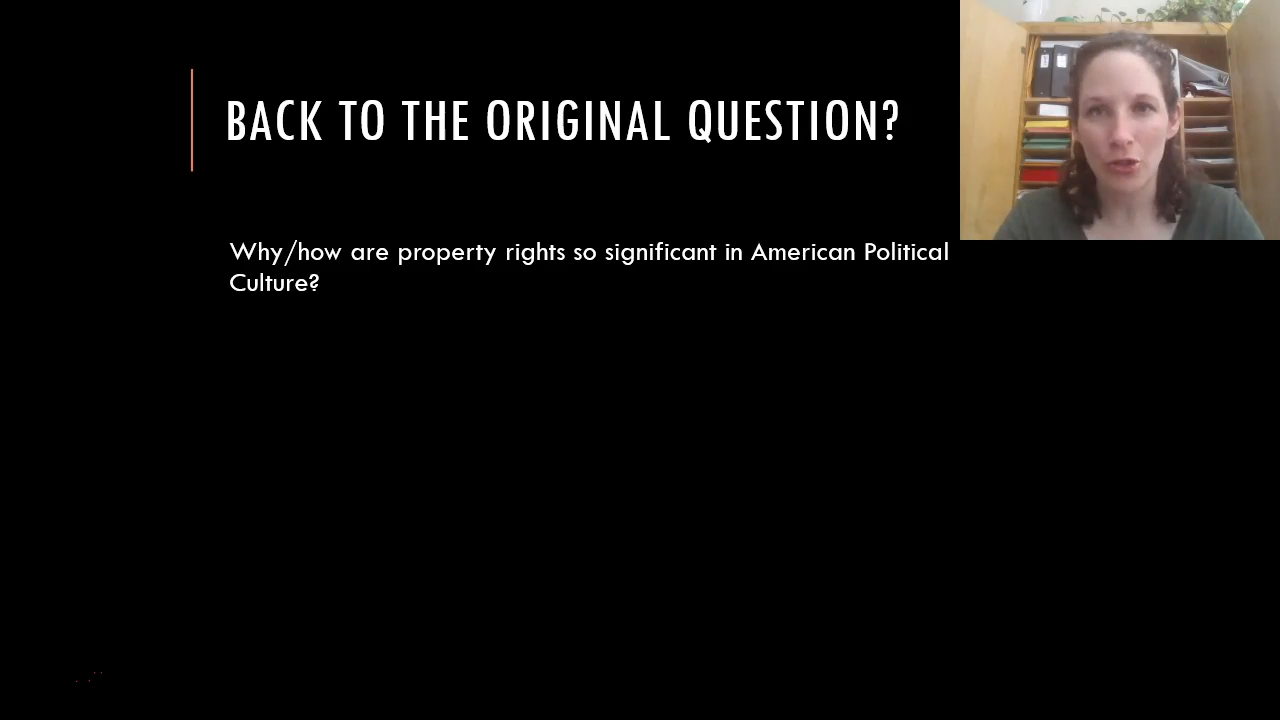 BACK TO THE ORIGINAL QUESTION?
Why/how are property rights so significant in American Political
Culture?